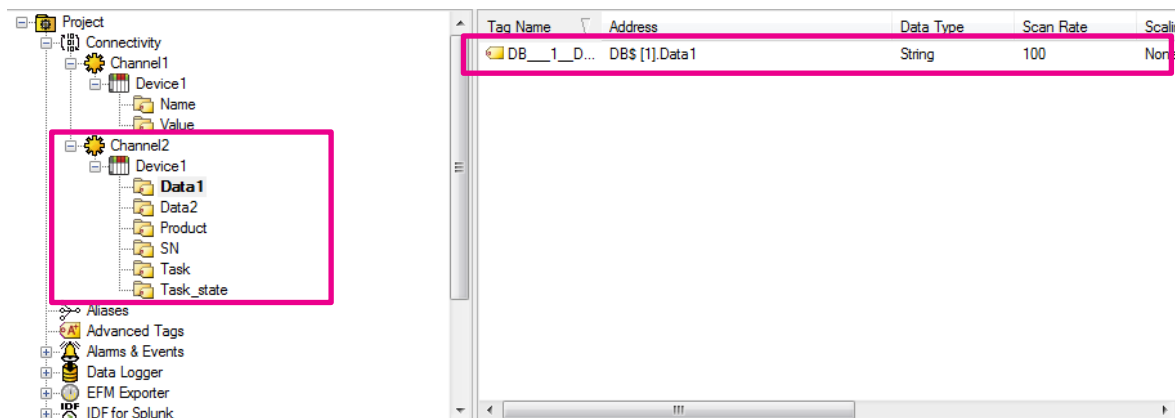 Project
Connectivity
Channel1
Device1
Name
Value
Channel2
Device1
Data1
Data2
Product
SN
Task
Task_state
Aliases
Advanced Tags
Alarms & Events
Data Logger
EFM Exporter
IDF for Splunk
Tag Name Address Data Type Scan Rate Scali
DB___1__D... DB$ [1].Data1 String 100 None